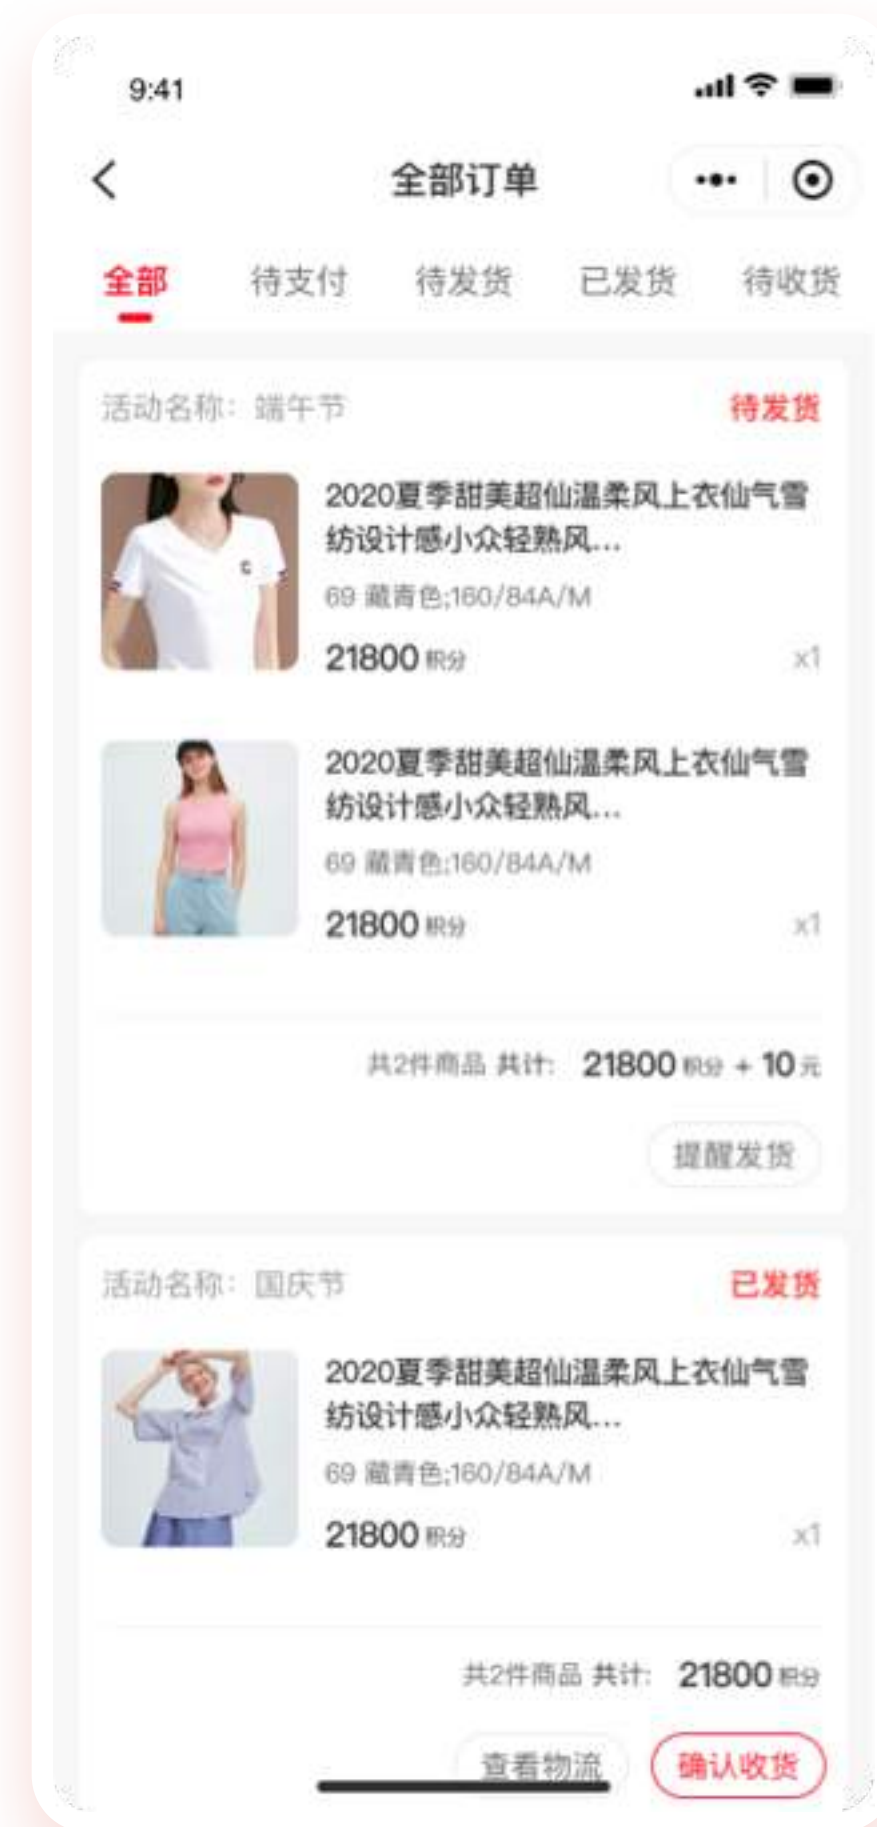 9:41
全部订单
全部 待支付 待发货 已发货 待收货
活动名称：端午节 待发货
2020夏季甜美超仙温柔风上衣仙气雪
纺设计感小众轻熟风...
69 藏青色;160/84A/M
21800 积分 x1
2020夏季甜美超仙温柔风上衣仙气雪
纺设计感小众轻熟风...
69 藏青色;160/84A/M
21800 积分 x1
共2件商品 共计: 21800 积分 + 10 元
提醒发货
活动名称：国庆节 已发货
2020夏季甜美超仙温柔风上衣仙气雪
纺设计感小众轻熟风...
69 藏青色;160/84A/M
21800 积分 x1
共2件商品 共计: 21800 积分
查看物流 确认收货